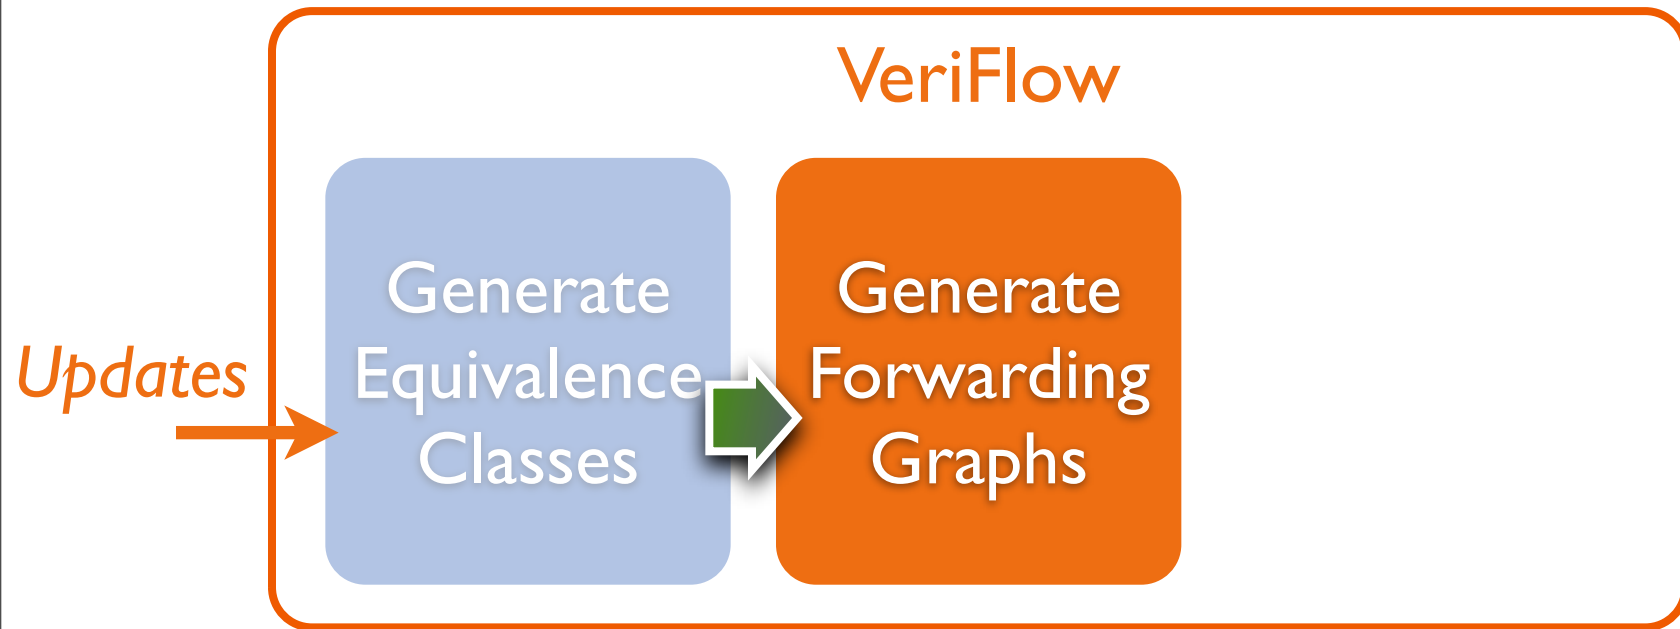 VeriFlow
Updates
Generate
Equivalence
Classes
Generate
Forwarding
Graphs